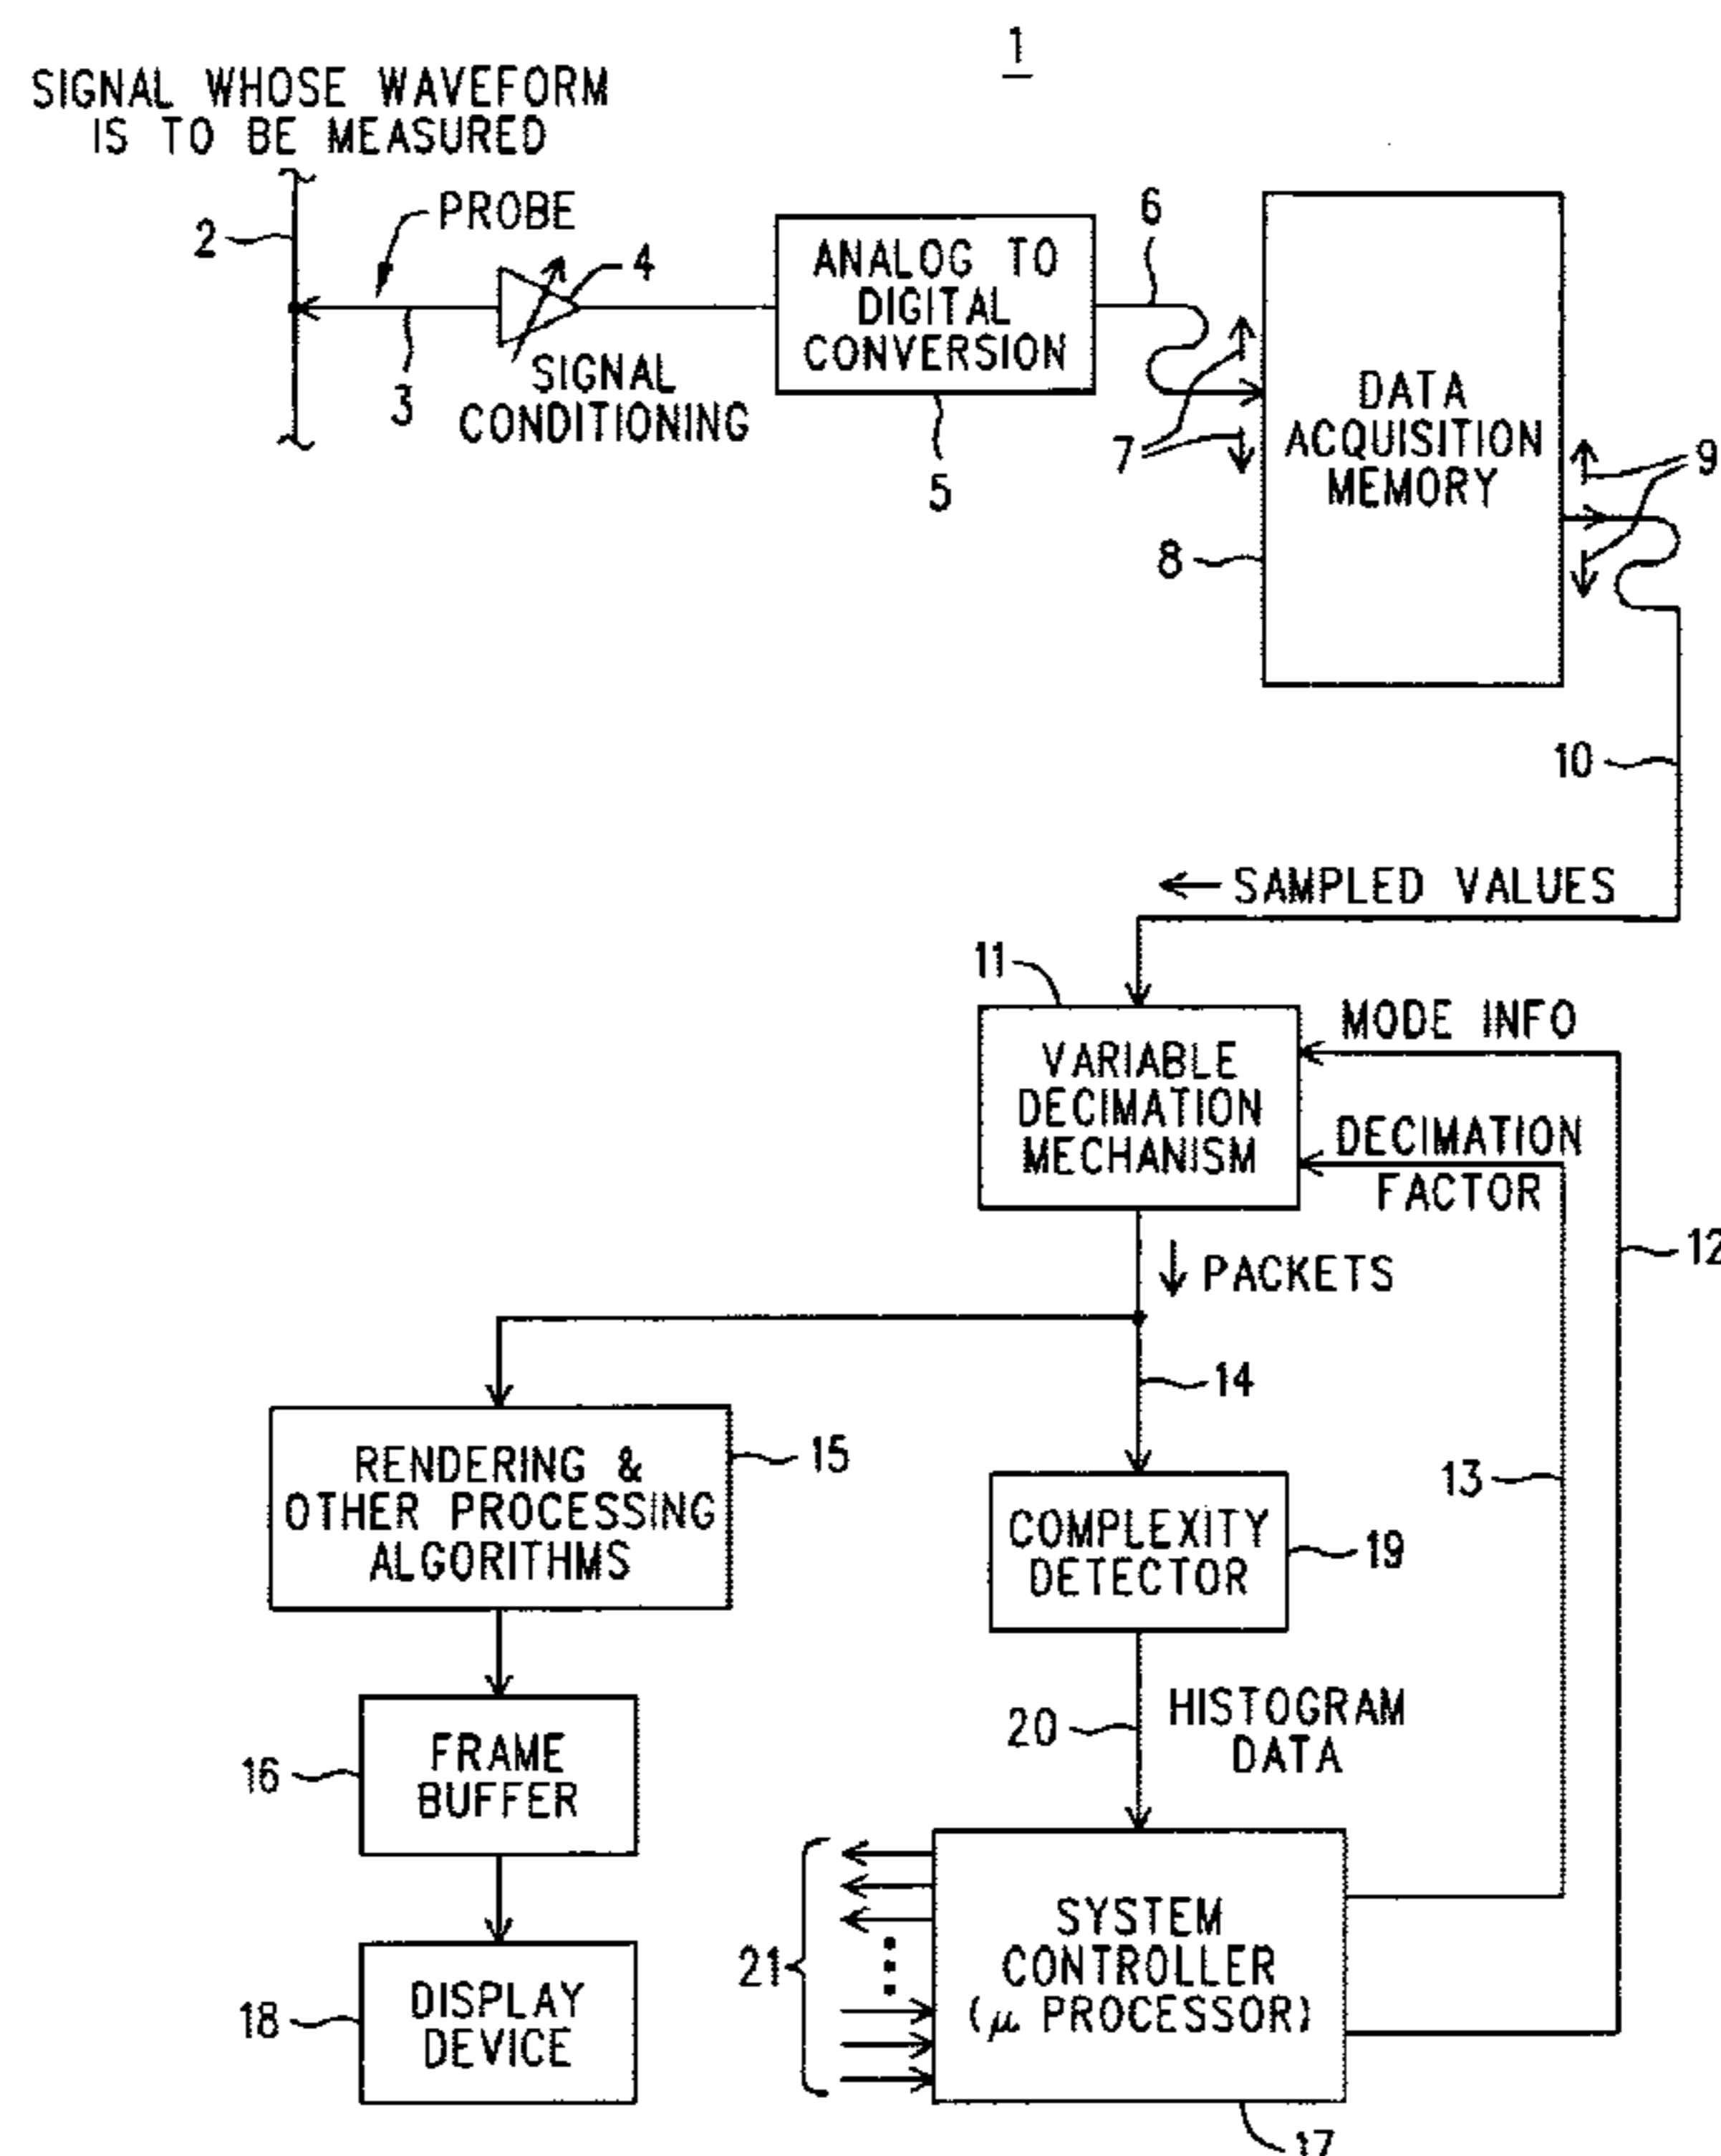 1
SIGNAL WHOSE WAVEFORM
IS TO BE MEASURED
2
PROBE
3
4
SIGNAL
CONDITIONING
ANALOG TO
DIGITAL
CONVERSION
5
6
7
DATA
ACQUISITION
MEMORY
8
9
10
SAMPLED VALUES
11
VARIABLE
DECIMATION
MECHANISM
MODE INFO
DECIMATION
FACTOR
12
PACKETS
14
13
RENDERING &
OTHER PROCESSING
ALGORITHMS
15
COMPLEXITY
DETECTOR
19
20
HISTOGRAM
DATA
16
FRAME
BUFFER
21
SYSTEM
CONTROLLER
(μ PROCESSOR)
18
DISPLAY
DEVICE
17